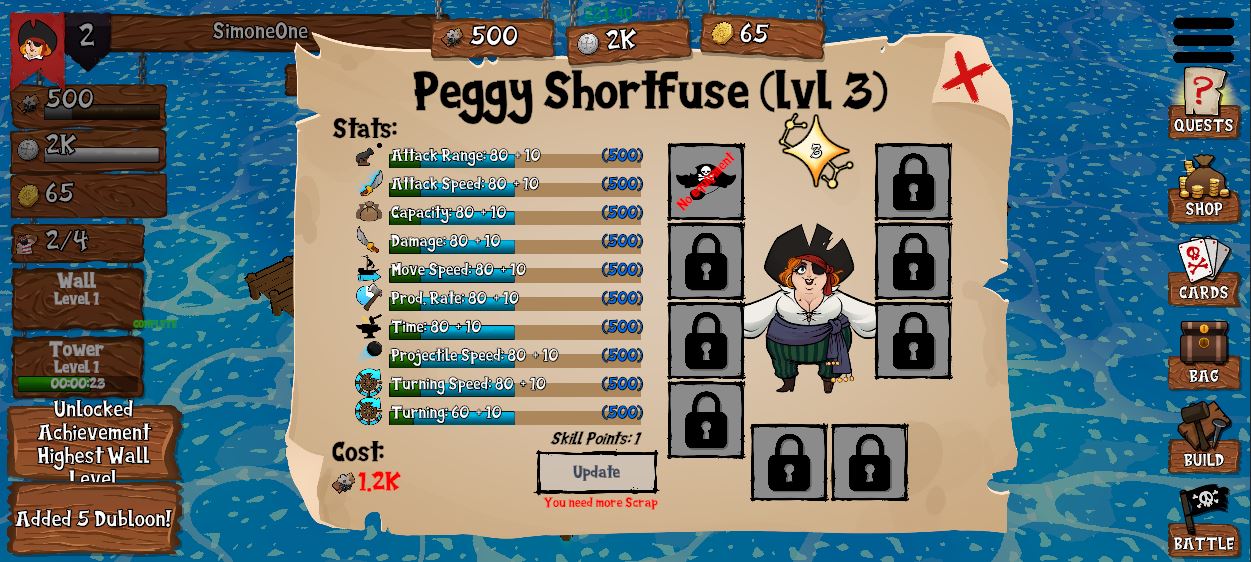 2
SimoneOne
500
2K
65
500
2K
65
2/4
Wall
Level 1
COMPLETE
Tower
Level 1
00:00:23
Unlocked
Achievement
Highest Wall
Level
Added 5 Dubloon!
Peggy Shortfuse (lvl 3)
Stats:
Attack Range: 80 + 10 (500)
Attack Speed: 80 + 10 (500)
Capacity: 80 + 10 (500)
Damage: 80 + 10 (500)
Move Speed: 80 + 10 (500)
Prod. Rate: 80 + 10 (500)
Time: 80 + 10 (500)
Projectile Speed: 80 + 10 (500)
Turning Speed: 80 + 10 (500)
Turning: 60 + 10 (500)
Skill Points: 1
Cost:
1.2K
Update
You need more Scrap
3
?
QUESTS
SHOP
CARDS
BAG
BUILD
BATTLE